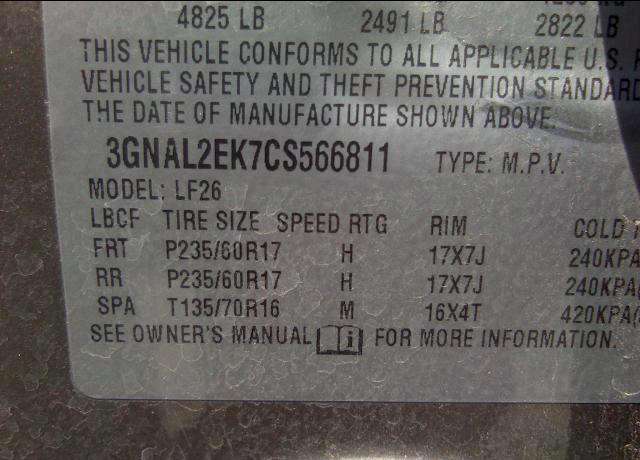 4825 LB 2491 LB 2822 LB
THIS VEHICLE CONFORMS TO ALL APPLICABLE U.S.
VEHICLE SAFETY AND THEFT PREVENTION STANDARD
THE DATE OF MANUFACTURE SHOWN ABOVE.
3GNAL2EK7CS566811 TYPE: M.P.V.
MODEL: LF26
LBCF TIRE SIZE SPEED RTG RIM COLD
FRT P235/60R17 H 17X7J 240KPA
RR P235/60R17 H 17X7J 240KPA
SPA T135/70R16 M 16X4T 420KPA/
SEE OWNER'S MANUAL FOR MORE INFORMATION.